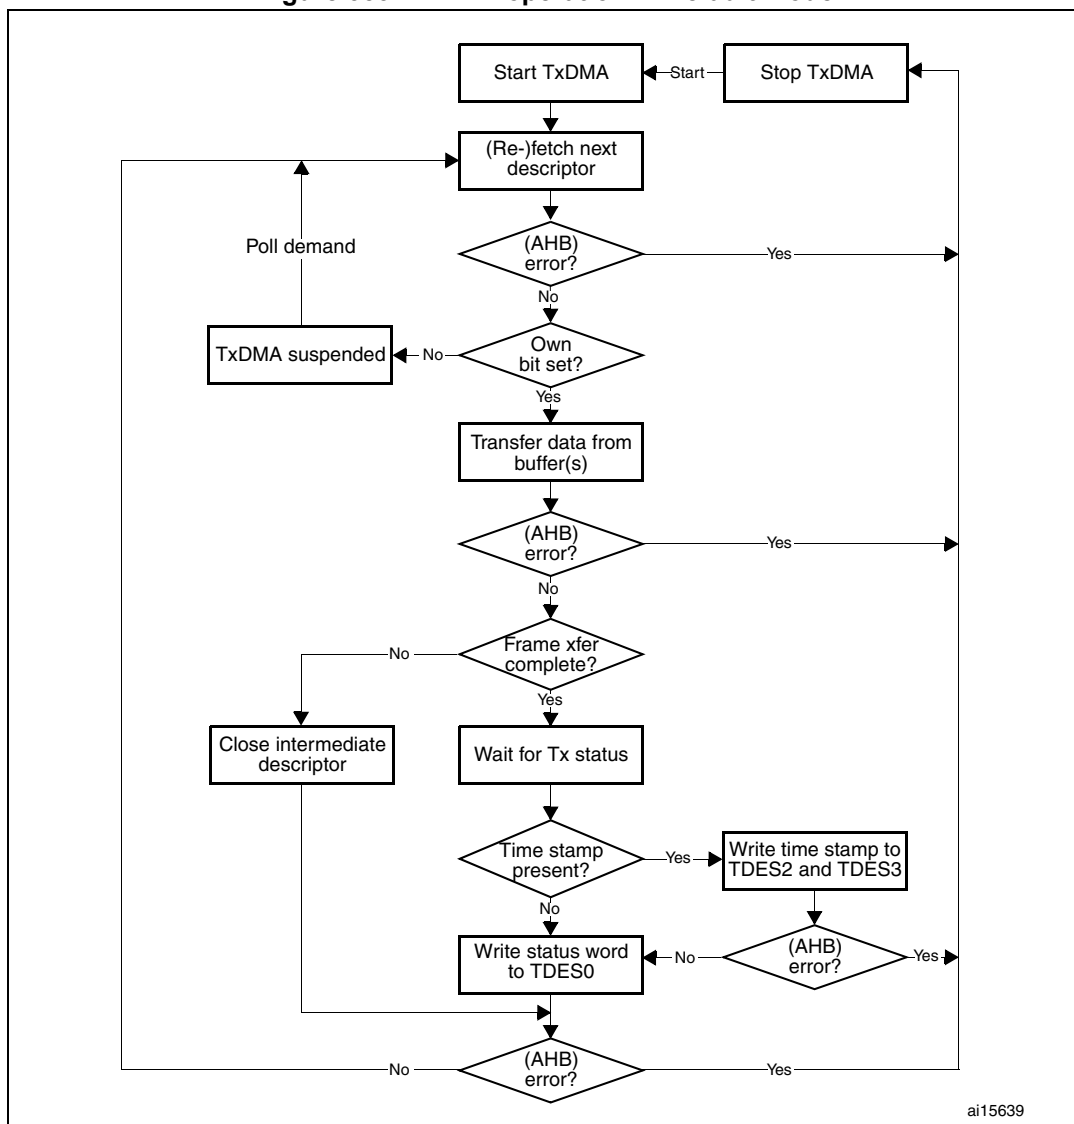 Start TxDMA
Start
Stop TxDMA
(Re-)fetch next
descriptor
Poll demand
(AHB)
error?
Yes
No
TxDMA suspended
No
Own
bit set?
Yes
Transfer data from
buffer(s)
(AHB)
error?
Yes
No
No
Frame xfer
complete?
Yes
Close intermediate
descriptor
Wait for Tx status
Time stamp
present?
Yes
Write time stamp to
TDES2 and TDES3
No
Write status word
to TDES0
No
(AHB)
error?
Yes
No
(AHB)
error?
Yes
ai15639